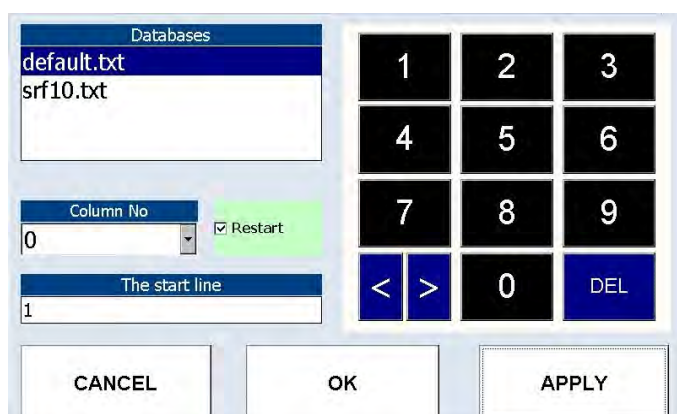 Databases
default.txt
srf10.txt
Column No
0
Restart
The start line
1
1 2 3
4 5 6
7 8 9
< > 0 DEL
CANCEL OK APPLY